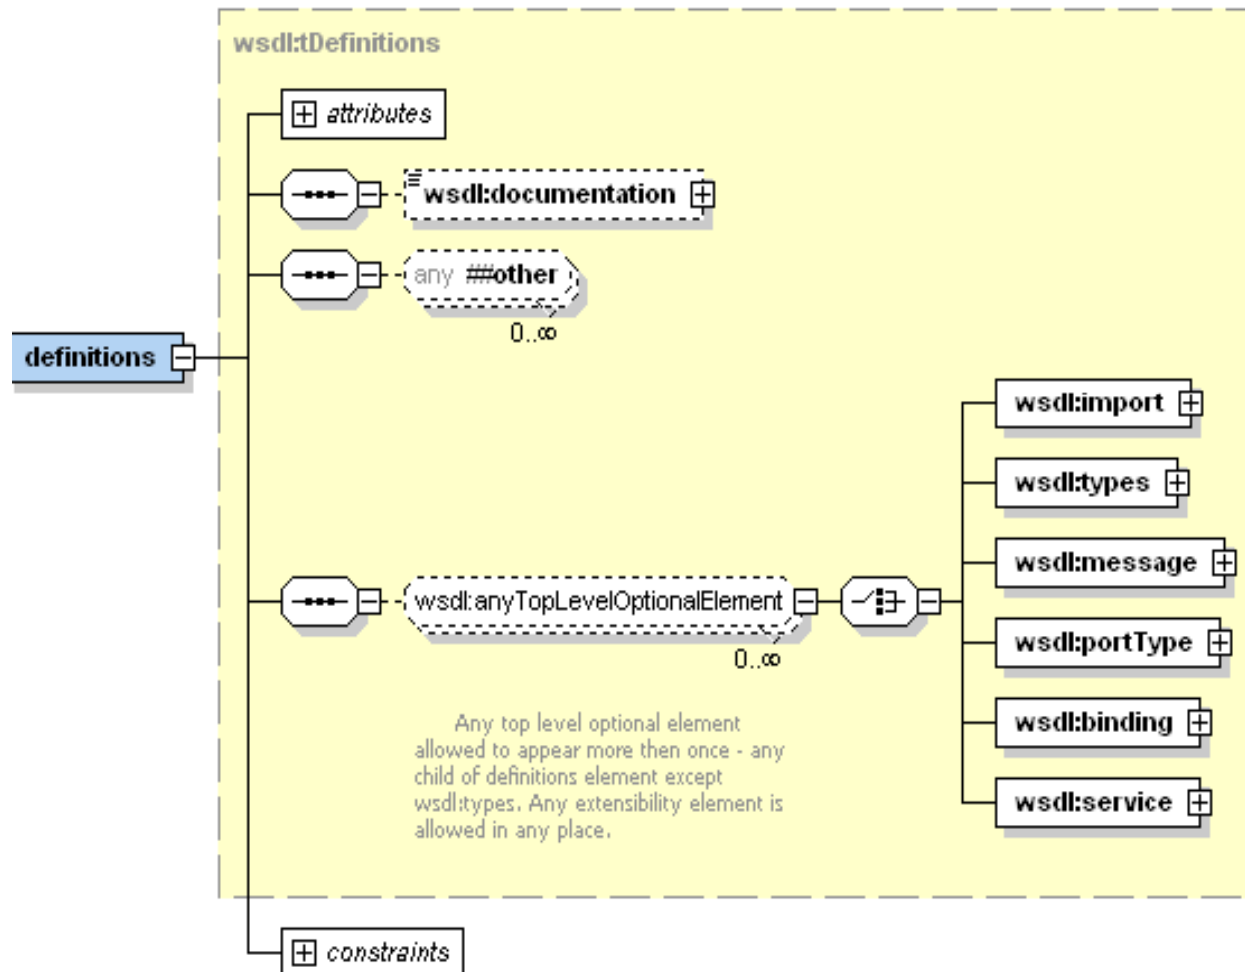 wsdl:tDefinitions
attributes
wsdl:documentation
any ##other
0..∞
definitions
wsdl:import
wsdl:types
wsdl:message
wsdl:anyTopLevelOptionalElement
0..∞
wsdl:portType
Any top level optional element
allowed to appear more then once - any
child of definitions element except
wsdl:types. Any extensibility element is
allowed in any place.
wsdl:binding
wsdl:service
constraints